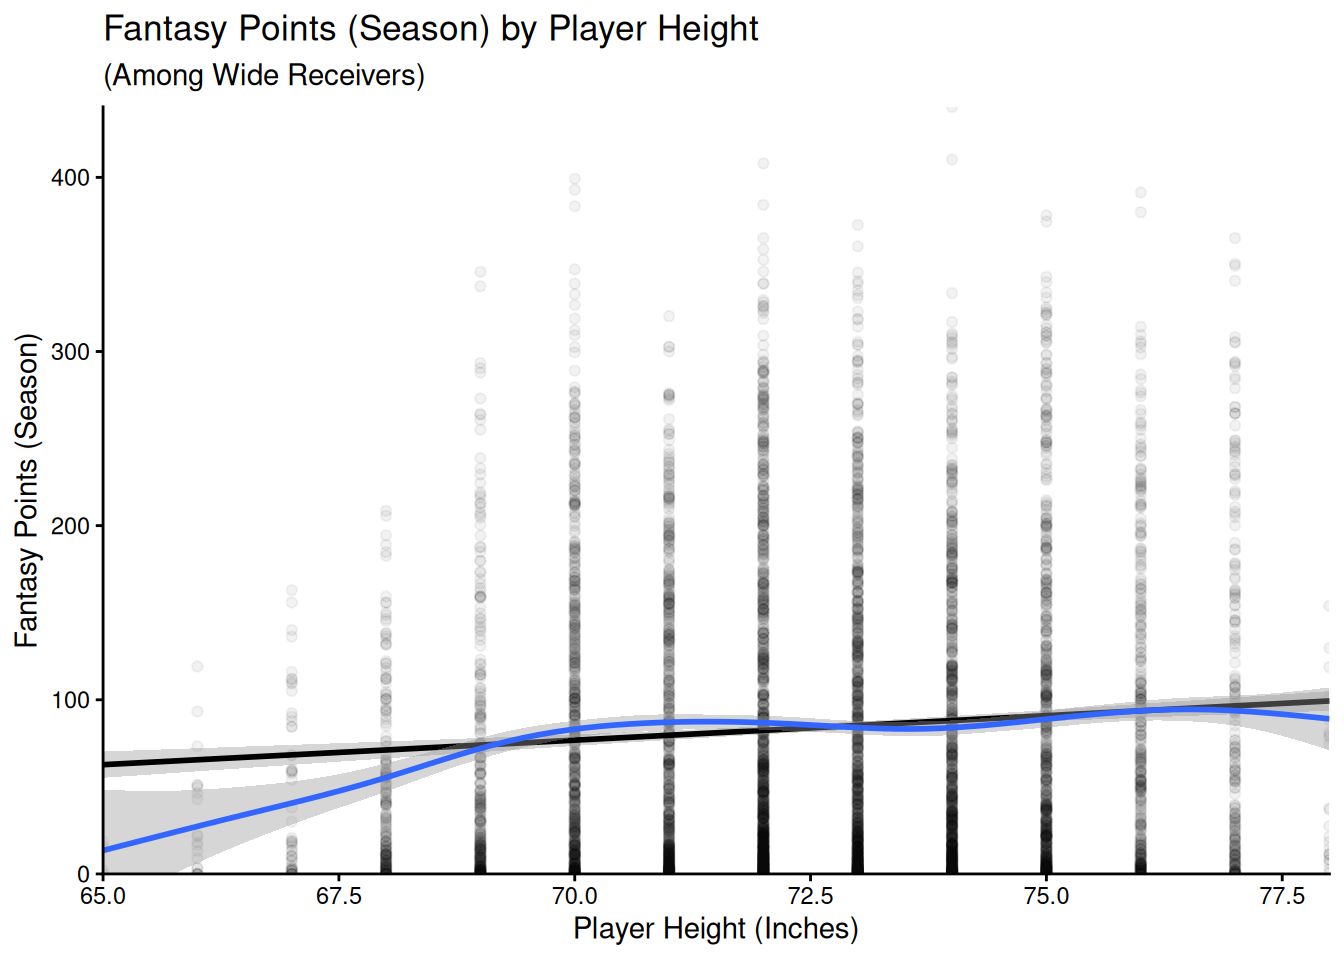 Fantasy Points (Season) by Player Height
(Among Wide Receivers)
Fantasy Points (Season)
400
300
200
100
0
65.0 67.5 70.0 72.5 75.0 77.5
Player Height (Inches)